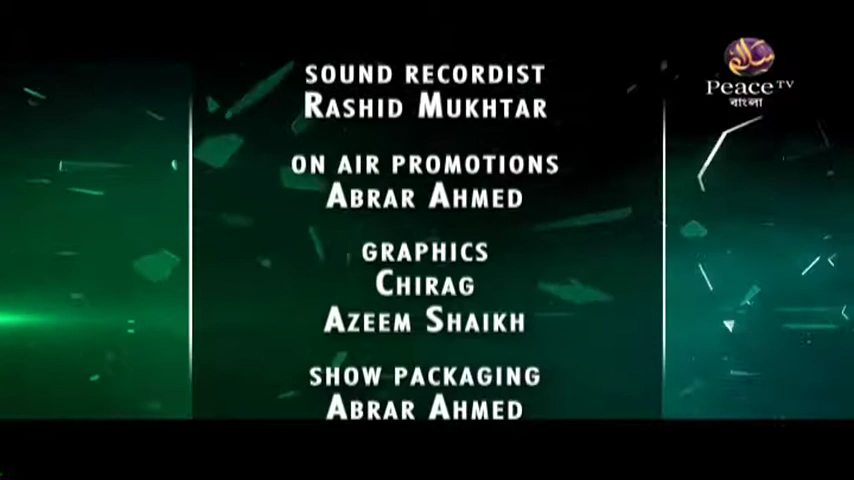 SOUND RECORDIST
RASHID MUKHTAR
ON AIR PROMOTIONS
ABRAR AHMED
GRAPHICS
CHIRAG
AZEEM SHAIKH
SHOW PACKAGING
ABRAR AHMED
سلام
Peace TV
বাংলা